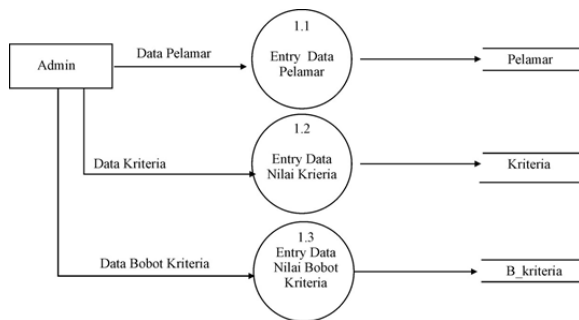 1.1
Data Pelamar
Entry Data
Pelamar
Admin
Pelamar
1.2
Entry Data
Nilai Krieria
Data Kriteria
Kriteria
1.3
Entry Data
Nilai Bobot
Kriteria
Data Bobot Kriteria
B_kriteria